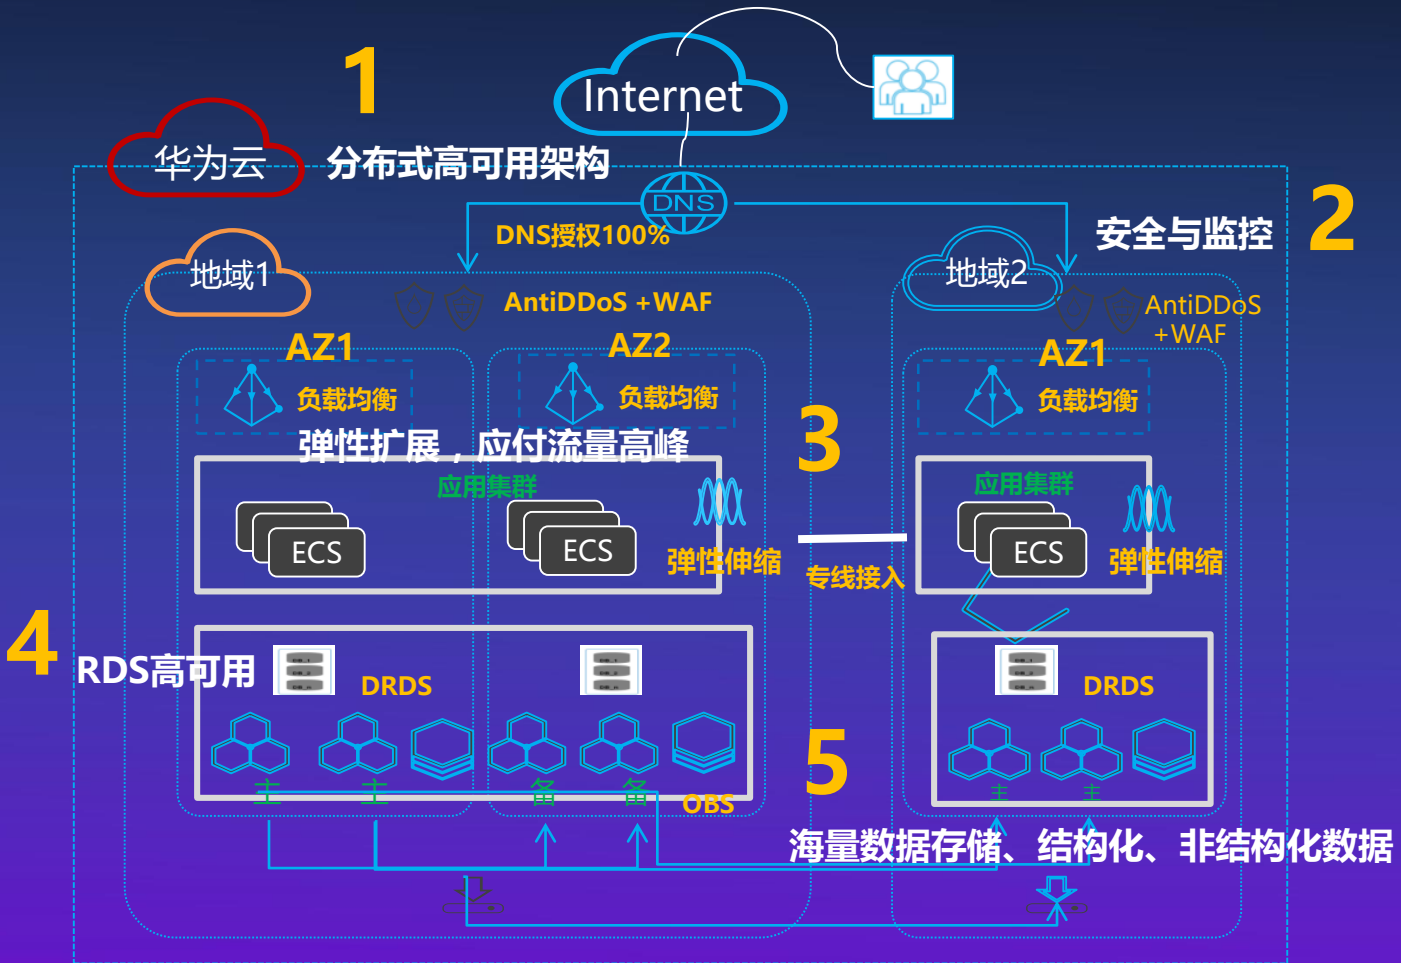 1
Internet
华为云
分布式高可用架构
DNS
2
安全与监控
DNS授权100%
地域1
地域2
AntiDDoS +WAF
AntiDDoS
+WAF
AZ1
AZ2
AZ1
负载均衡
负载均衡
负载均衡
3
弹性扩展，应付流量高峰
应用集群
应用集群
ECS
ECS
ECS
弹性伸缩
专线接入
弹性伸缩
4
RDS高可用
DRDS
DRDS
5
主
主
备
备
主
主
OBS
海量数据存储、结构化、非结构化数据